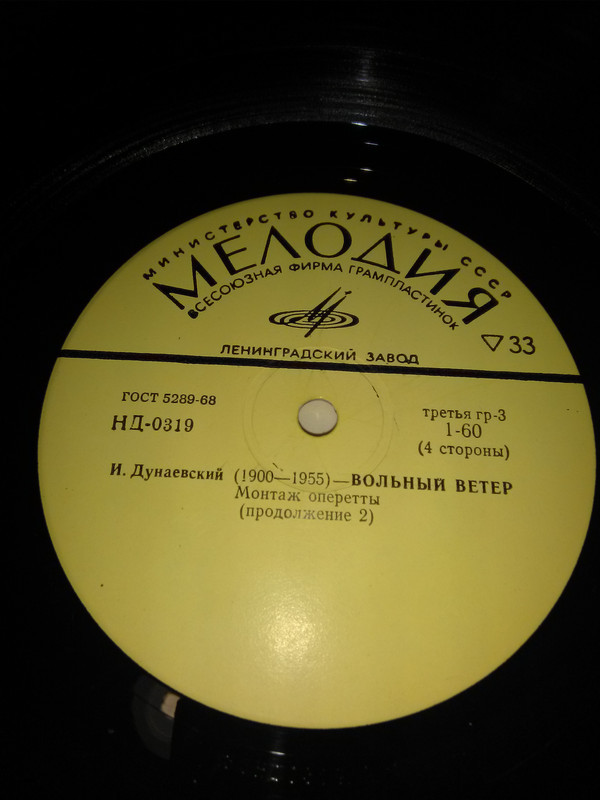 МИНИСТЕРСТВО КУЛЬТУРЫ СССР
МЕЛОДИЯ
ВСЕСОЮЗНАЯ ФИРМА ГРАМПЛАСТИНОК
33
ЛЕНИНГРАДСКИЙ ЗАВОД
ГОСТ 5289-68
НД-0319
третья гр-3
1-60
(4 стороны)
И. Дунаевский (1900—1955)—ВОЛЬНЫЙ ВЕТЕР
Монтаж оперетты
(продолжение 2)